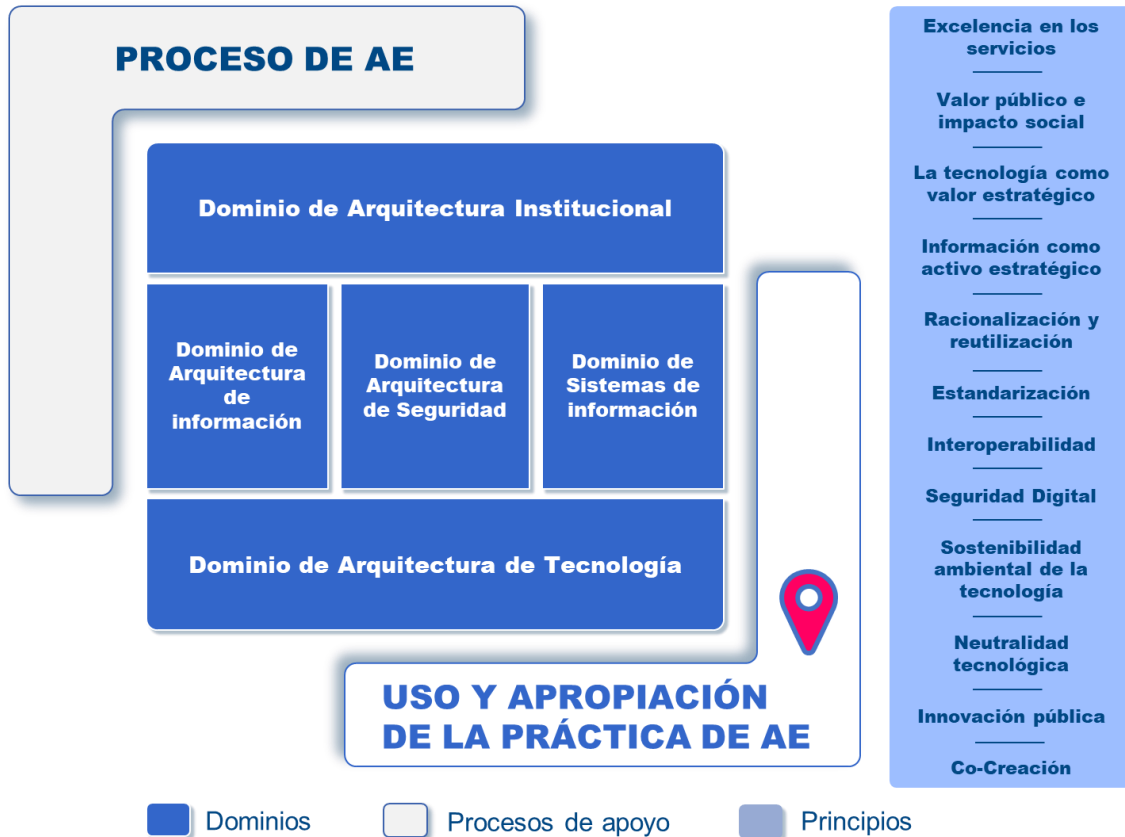 PROCESO DE AE
Dominio de Arquitectura Institucional
Dominio de
Arquitectura
de
información
Dominio de
Arquitectura
de Seguridad
Dominio de
Sistemas de
información
Dominio de Arquitectura de Tecnología
USO Y APROPIACIÓN
DE LA PRÁCTICA DE AE
Excelencia en los
servicios
Valor público e
impacto social
La tecnología como
valor estratégico
Información como
activo estratégico
Racionalización y
reutilización
Estandarización
Interoperabilidad
Seguridad Digital
Sostenibilidad
ambiental de la
tecnología
Neutralidad
tecnológica
Innovación pública
Co-Creación
Dominios
Procesos de apoyo
Principios